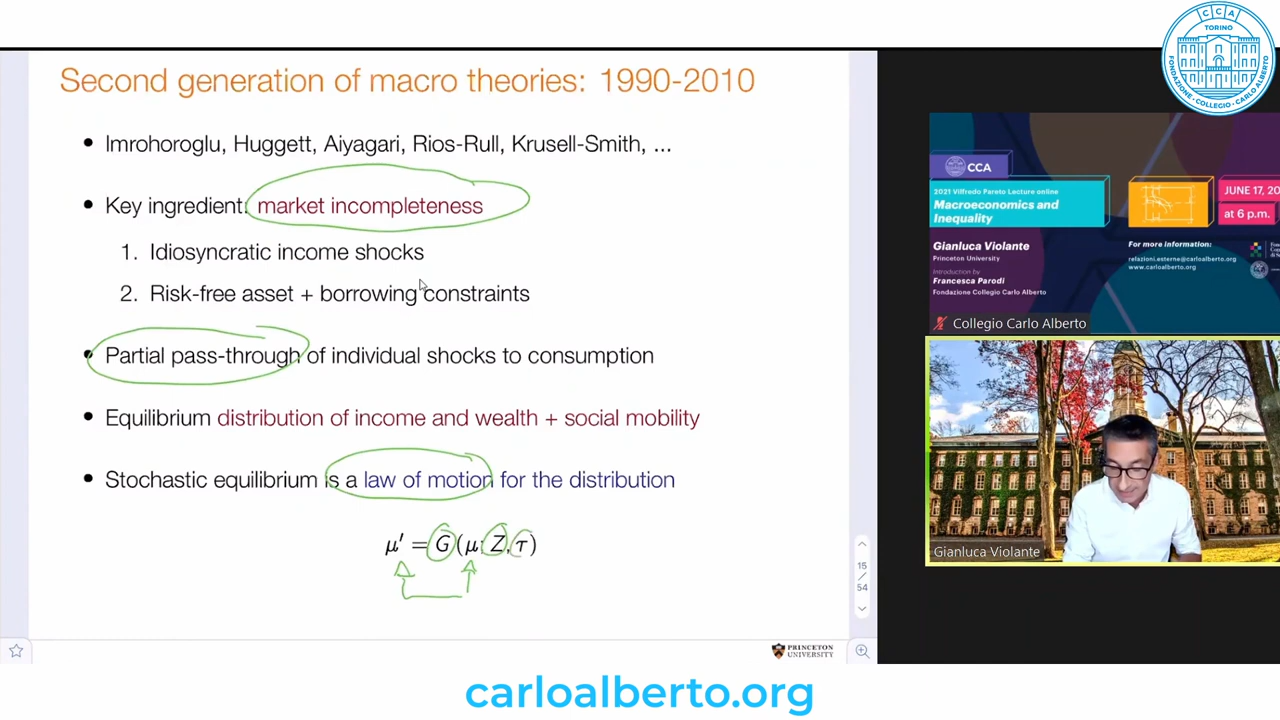 Second generation of macro theories: 1990-2010
• Imrohoroglu, Huggett, Aiyagari, Rios-Rull, Krusell-Smith, ...
• Key ingredient: market incompleteness
1. Idiosyncratic income shocks
2. Risk-free asset + borrowing constraints
• Partial pass-through of individual shocks to consumption
• Equilibrium distribution of income and wealth + social mobility
• Stochastic equilibrium is a law of motion for the distribution
μ′ = G (μ; Z, τ)
15
/
54
PRINCETON
UNIVERSITY
CCA
TORINO
FONDAZIONE • COLLEGIO • CARLO ALBERTO
CCA
2021 Vilfredo Pareto Lecture online
Macroeconomics and
Inequality
JUNE 17, 20
at 6 p.m.
Gianluca Violante
Princeton University
Introduction by
Francesca Parodi
Fondazione Collegio Carlo Alberto
For more information:
relazioni.esterne@carloalberto.org
www.carloalberto.org
Collegio Carlo Alberto
Gianluca Violante
carloalberto.org